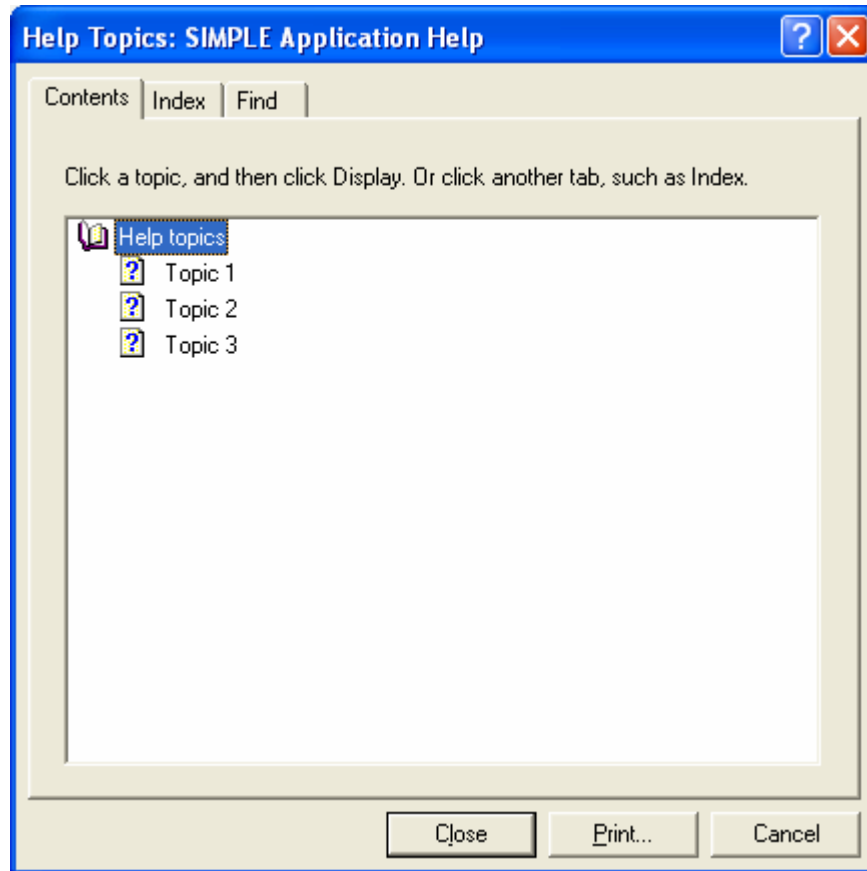 Help Topics: SIMPLE Application Help
Contents Index Find
Click a topic, and then click Display. Or click another tab, such as Index.
Help topics
? Topic 1
? Topic 2
? Topic 3
Close Print... Cancel